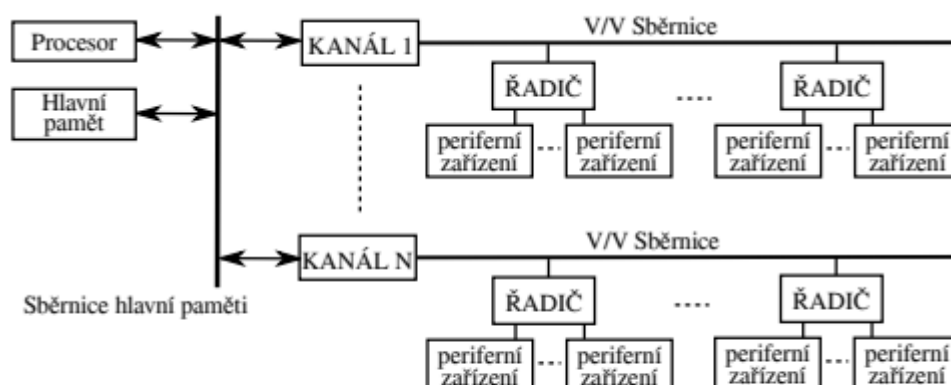 V/V Sběrnice
Procesor
KANÁL 1
Hlavní
paměť
ŘADIČ
....
ŘADIČ
periferní
zařízení
...
periferní
zařízení
periferní
zařízení
...
periferní
zařízení
V/V Sběrnice
KANÁL N
Sběrnice hlavní paměti
ŘADIČ
....
ŘADIČ
periferní
zařízení
...
periferní
zařízení
periferní
zařízení
...
periferní
zařízení